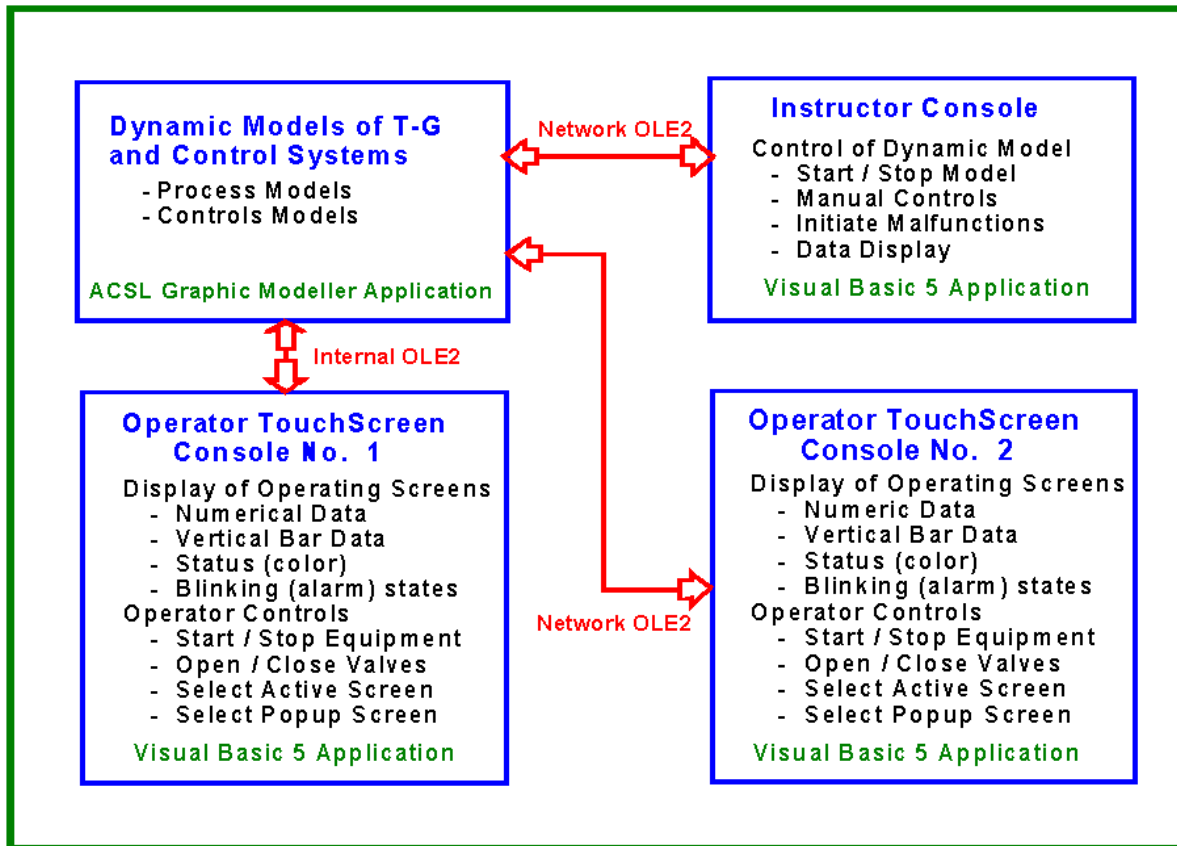 Dynamic Models of T-G
and Control Systems
- Process Models
- Controls Models
ACSL Graphic Modeller Application
Network OLE2
Instructor Console
Control of Dynamic Model
- Start / Stop Model
- Manual Controls
- Initiate Malfunctions
- Data Display
Visual Basic 5 Application
Internal OLE2
Operator TouchScreen
Console No. 1
Display of Operating Screens
- Numerical Data
- Vertical Bar Data
- Status (color)
- Blinking (alarm) states
Operator Controls
- Start / Stop Equipment
- Open / Close Valves
- Select Active Screen
- Select Popup Screen
Visual Basic 5 Application
Network OLE2
Operator TouchScreen
Console No. 2
Display of Operating Screens
- Numeric Data
- Vertical Bar Data
- Status (color)
- Blinking (alarm) states
Operator Controls
- Start / Stop Equipment
- Open / Close Valves
- Select Active Screen
- Select Popup Screen
Visual Basic 5 Application